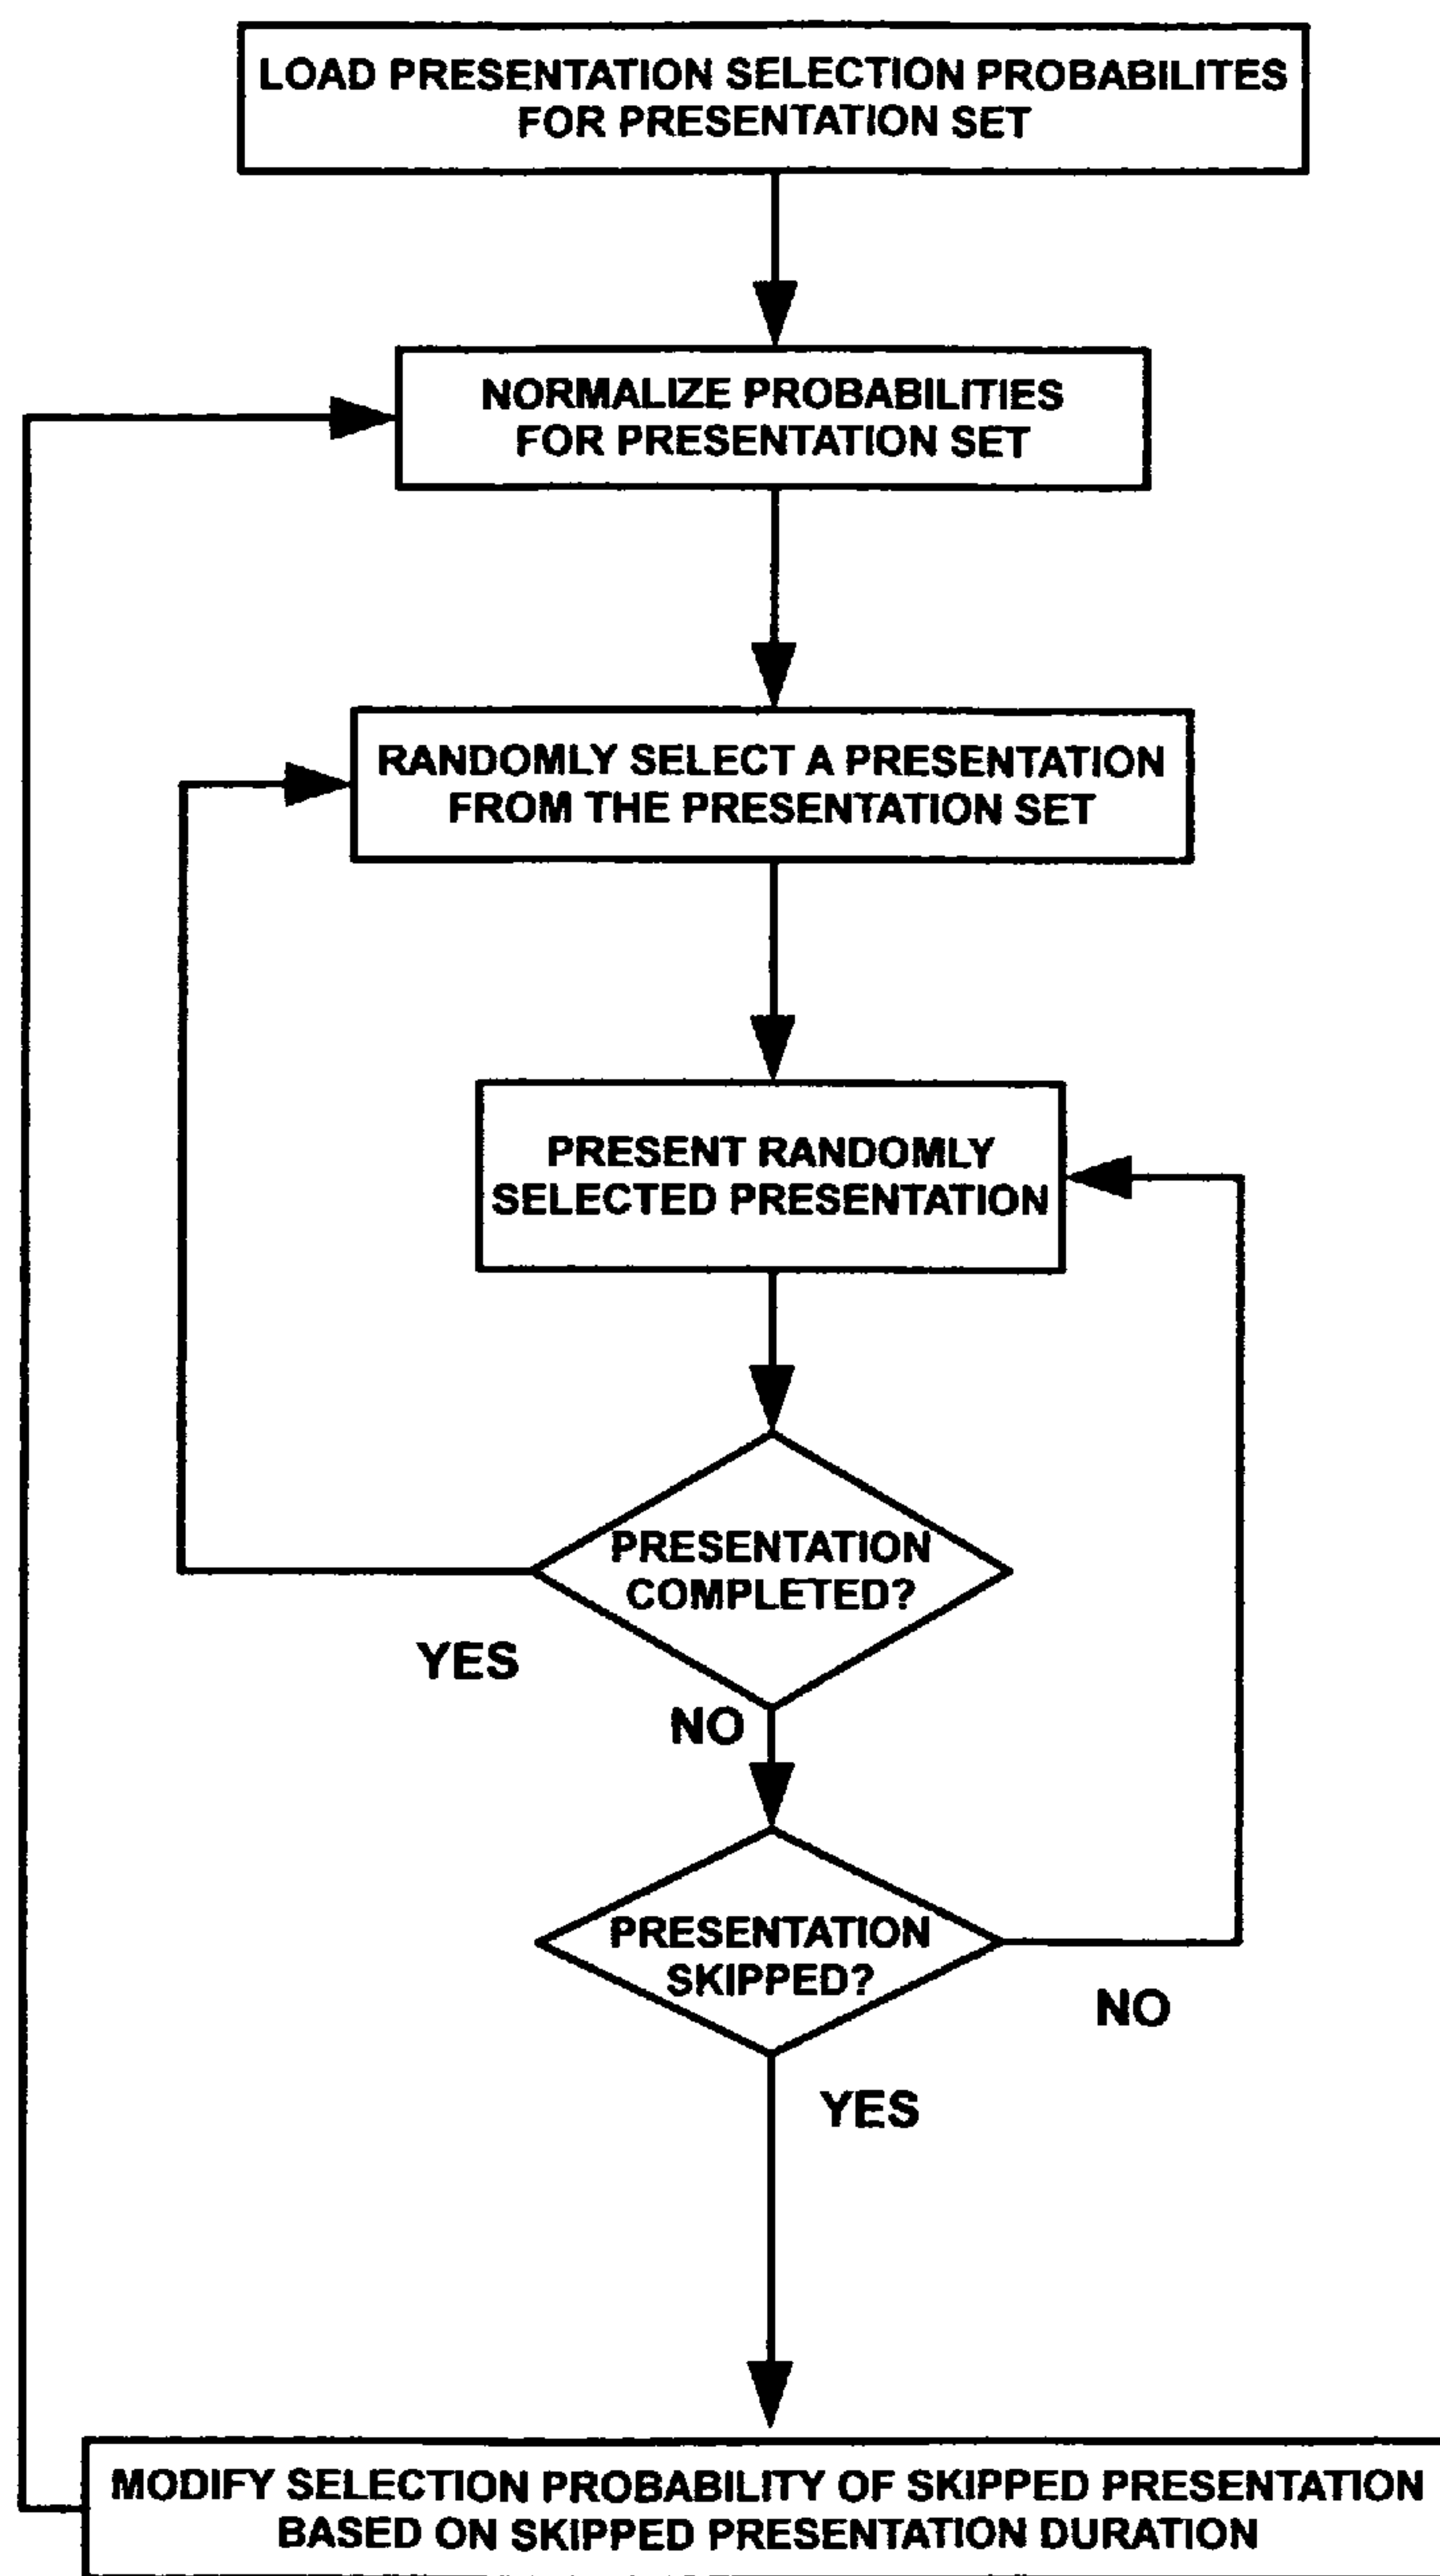 LOAD PRESENTATION SELECTION PROBABILITES
FOR PRESENTATION SET
NORMALIZE PROBABILITIES
FOR PRESENTATION SET
RANDOMLY SELECT A PRESENTATION
FROM THE PRESENTATION SET
PRESENT RANDOMLY
SELECTED PRESENTATION
PRESENTATION
COMPLETED?
YES
NO
PRESENTATION
SKIPPED?
NO
YES
MODIFY SELECTION PROBABILITY OF SKIPPED PRESENTATION
BASED ON SKIPPED PRESENTATION DURATION